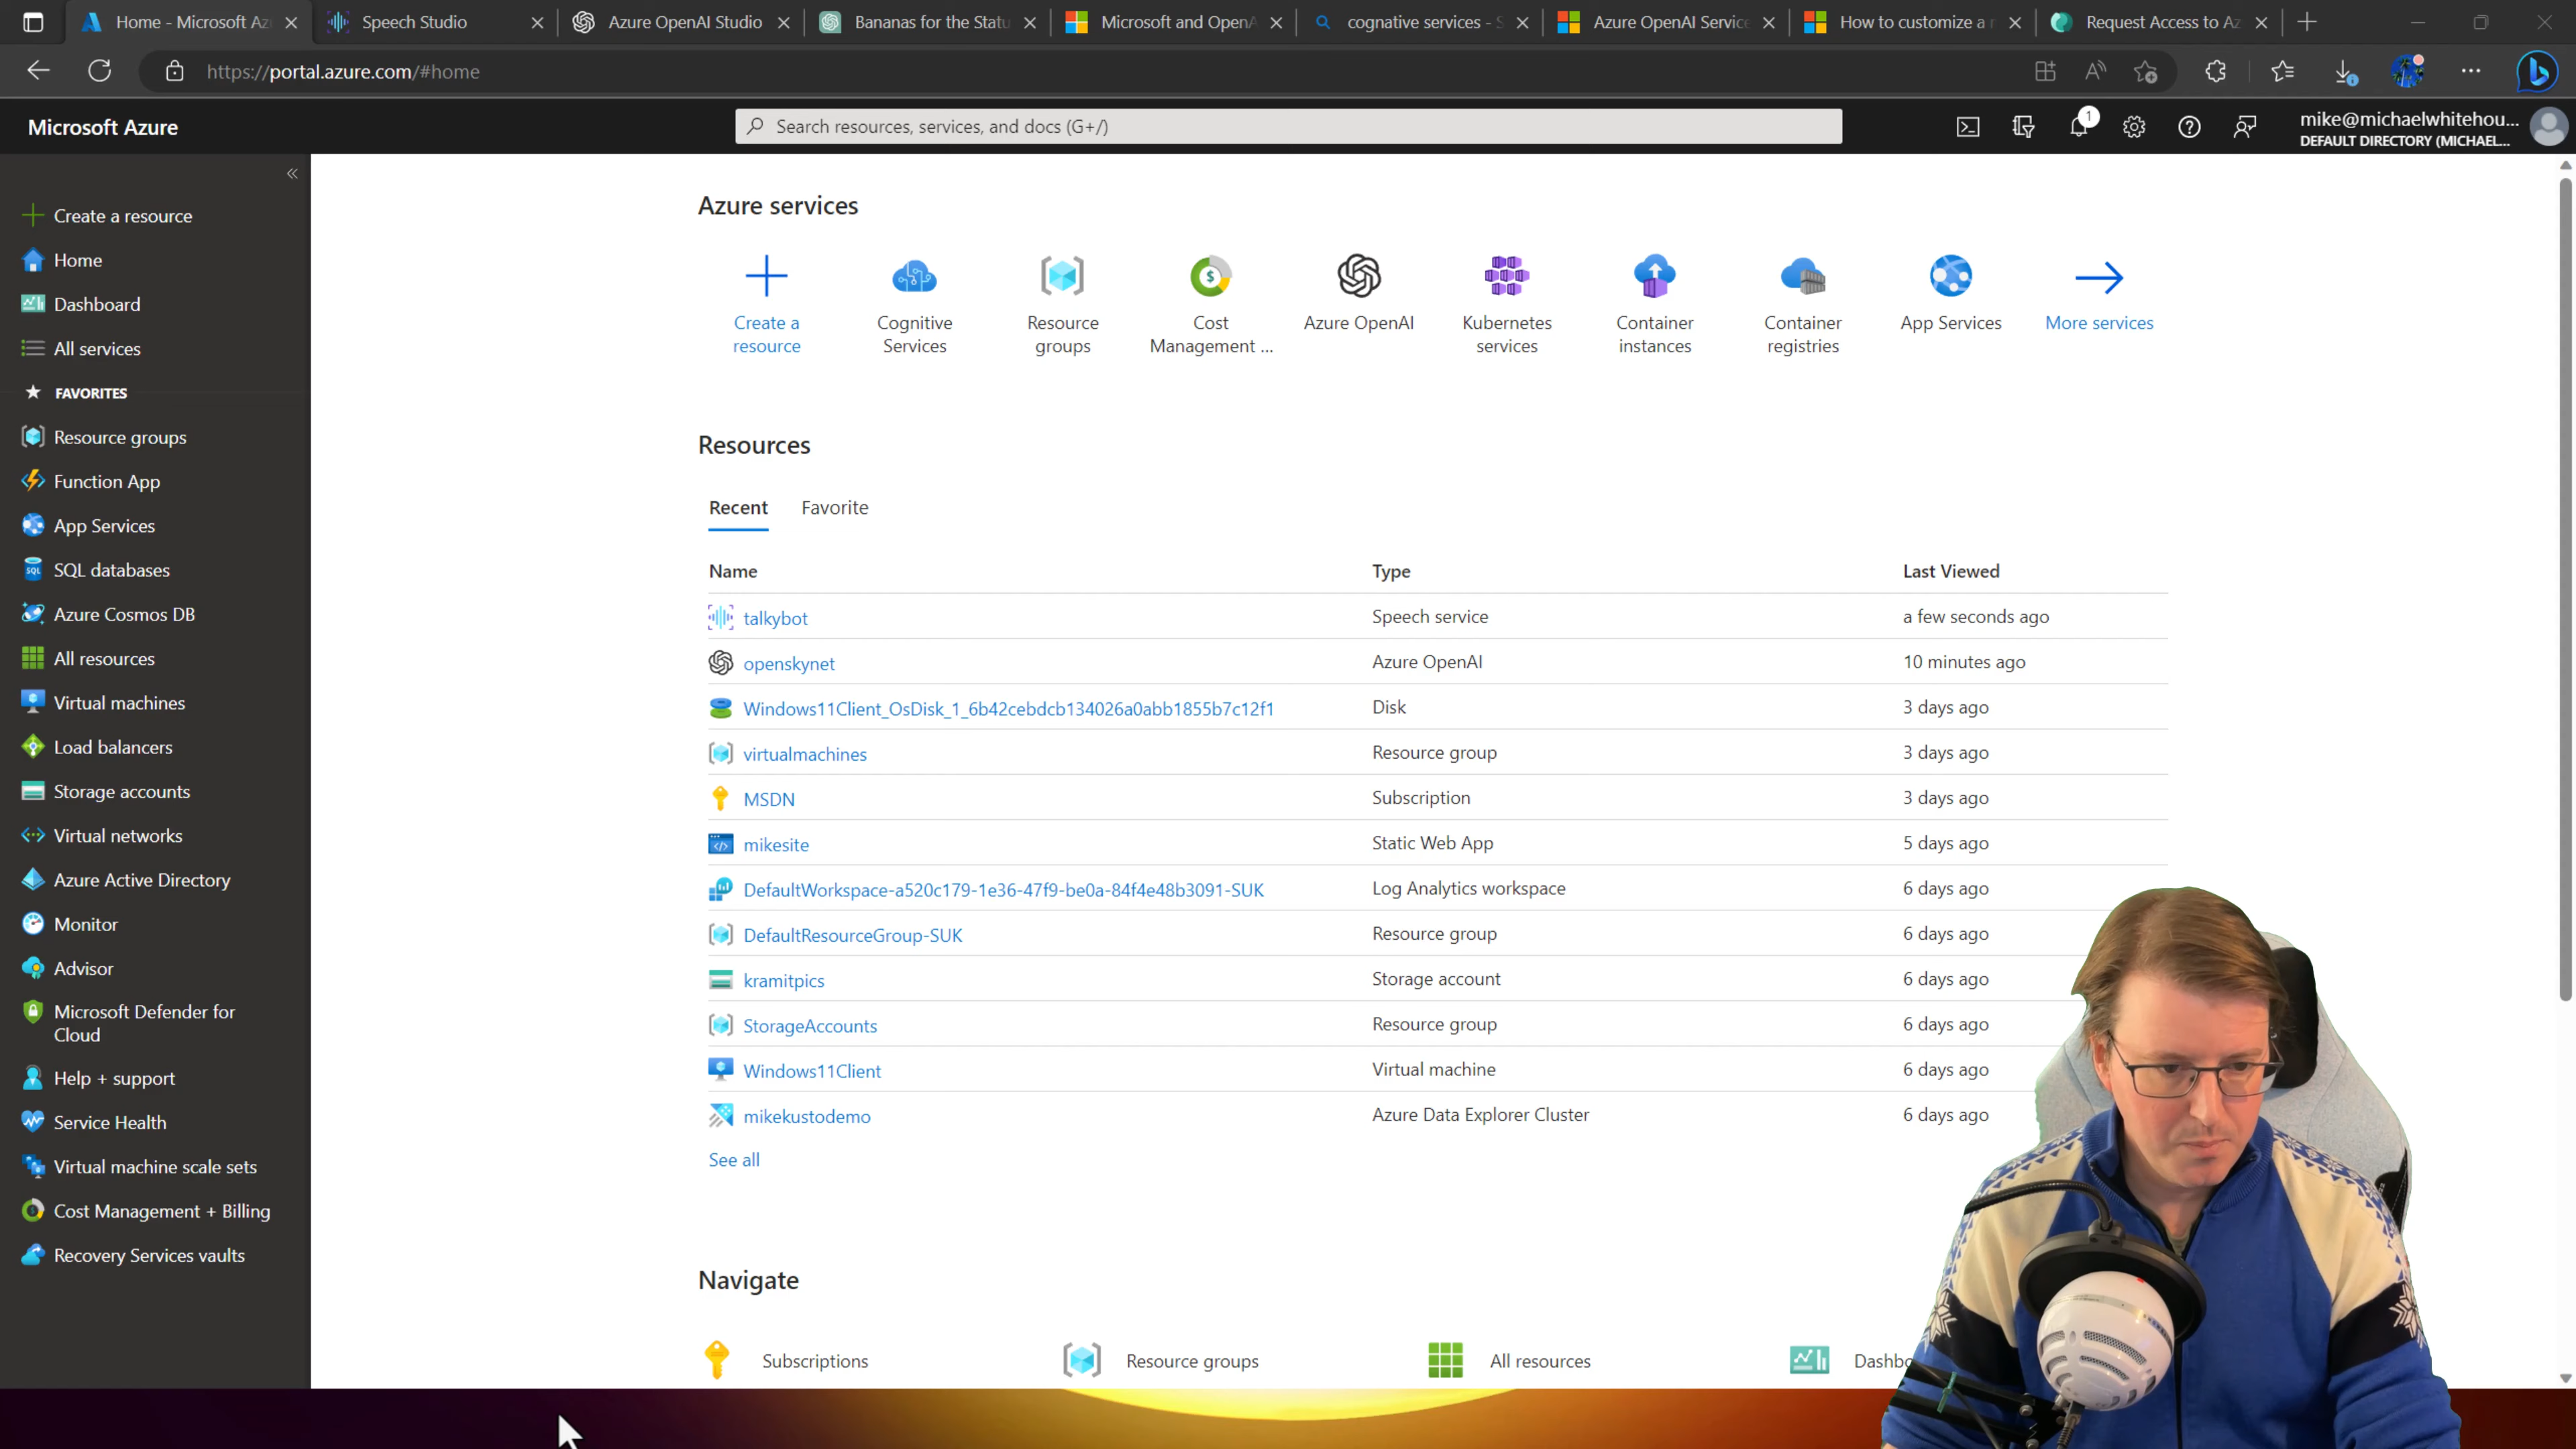 Home - Microsoft Az
Speech Studio
Azure OpenAI Studio
Bananas for the Statu
Microsoft and OpenA
cognative services - S
Azure OpenAI Service
How to customize a m
Request Access to Az
https://portal.azure.com/#home
Microsoft Azure
Search resources, services, and docs (G+/)
1
mike@michaelwhitehou...
DEFAULT DIRECTORY (MICHAEL...
Create a resource
Home
Dashboard
All services
FAVORITES
Resource groups
Function App
App Services
SQL databases
Azure Cosmos DB
All resources
Virtual machines
Load balancers
Storage accounts
Virtual networks
Azure Active Directory
Monitor
Advisor
Microsoft Defender for
Cloud
Help + support
Service Health
Virtual machine scale sets
Cost Management + Billing
Recovery Services vaults
Azure services
Create a
resource
Cognitive
Services
Resource
groups
Cost
Management ...
Azure OpenAI
Kubernetes
services
Container
instances
Container
registries
App Services
More services
Resources
Recent Favorite
Name Type Last Viewed
talkybot Speech service a few seconds ago
openskynet Azure OpenAI 10 minutes ago
Windows11Client_OsDisk_1_6b42cebdcb134026a0abb1855b7c12f1 Disk 3 days ago
virtualmachines Resource group 3 days ago
MSDN Subscription 3 days ago
mikesite Static Web App 5 days ago
DefaultWorkspace-a520c179-1e36-47f9-be0a-84f4e48b3091-SUK Log Analytics workspace 6 days ago
DefaultResourceGroup-SUK Resource group 6 days ago
kramitpics Storage account 6 days ago
StorageAccounts Resource group 6 days ago
Windows11Client Virtual machine 6 days ago
mikekustodemo Azure Data Explorer Cluster 6 days ago
See all
Navigate
Subscriptions Resource groups All resources Dashbo